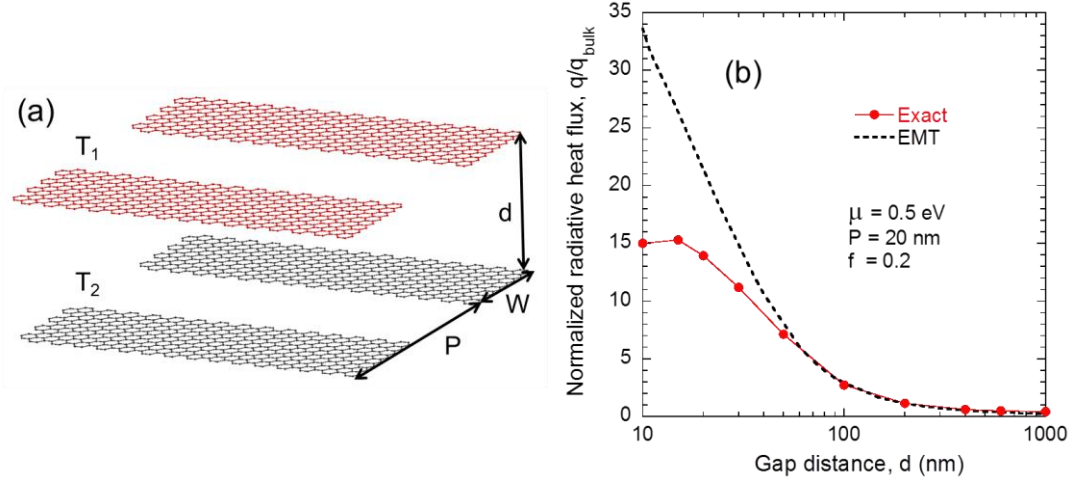 (a)
T1
d
T2
W
P
(b)
Normalized radiative heat flux, q/qbulk
35
30
25
20
15
10
5
0
Exact
EMT
μ = 0.5 eV
P = 20 nm
f = 0.2
10
100
1000
Gap distance, d (nm)